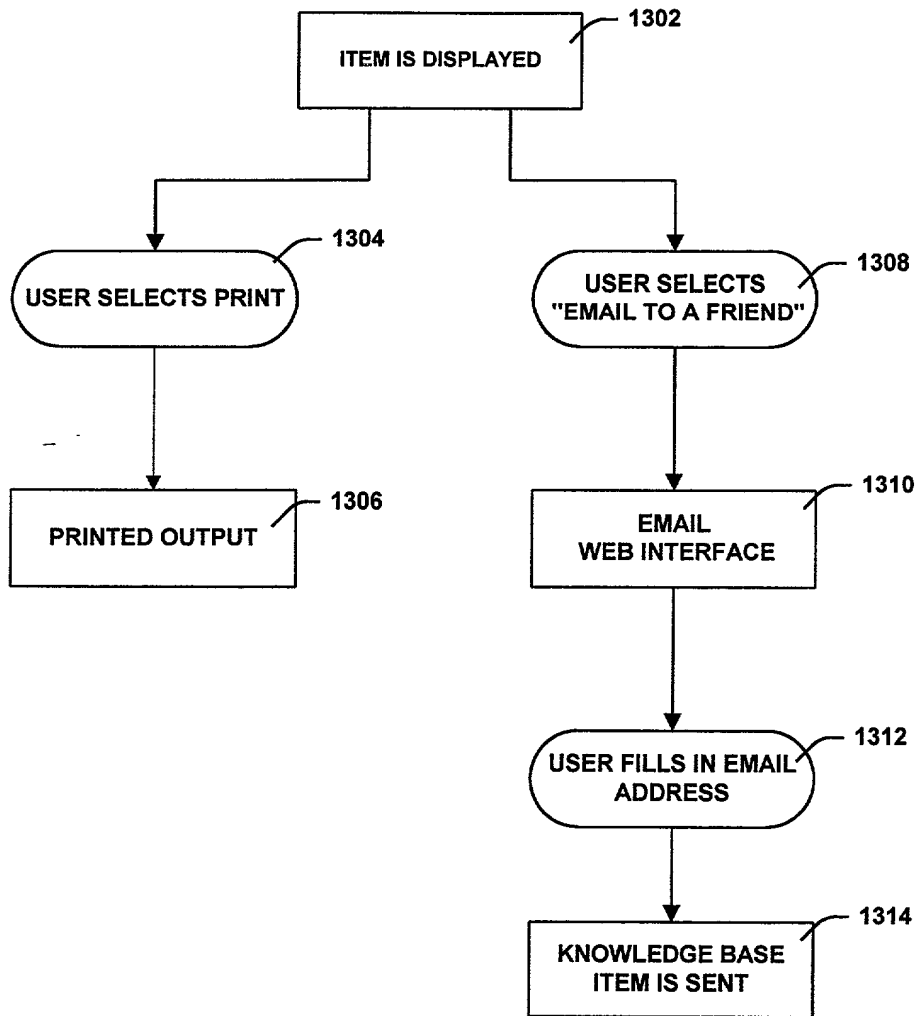 1302
ITEM IS DISPLAYED
1304
USER SELECTS PRINT
1308
USER SELECTS
"EMAIL TO A FRIEND"
1306
PRINTED OUTPUT
1310
EMAIL
WEB INTERFACE
1312
USER FILLS IN EMAIL
ADDRESS
1314
KNOWLEDGE BASE
ITEM IS SENT